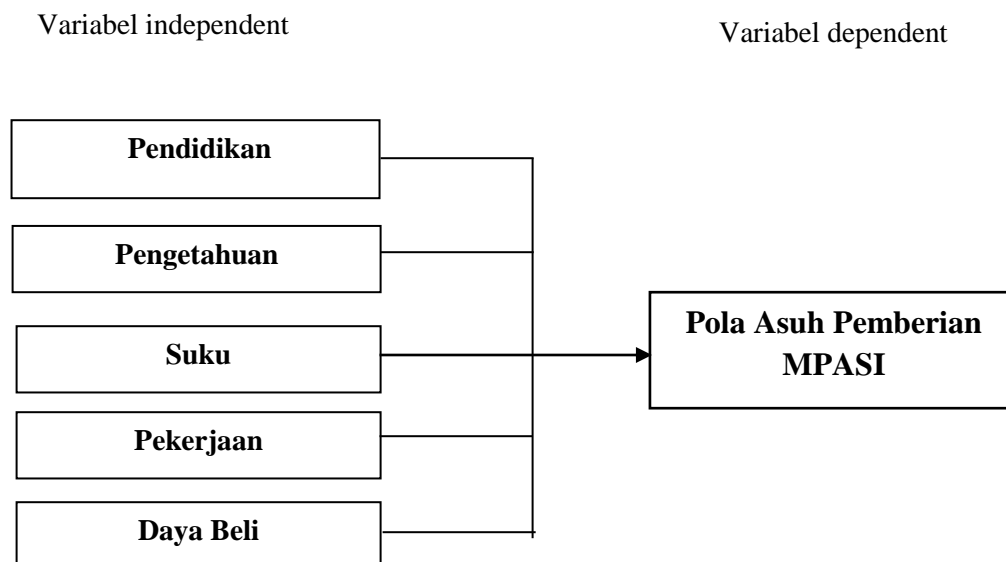 Variabel independent
Variabel dependent
Pendidikan
Pengetahuan
Suku
Pola Asuh Pemberian
MPASI
Pekerjaan
Daya Beli